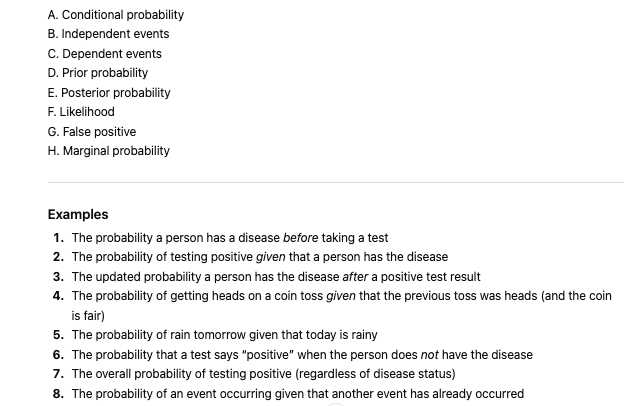 A. Conditional probability
B. Independent events
C. Dependent events
D. Prior probability
E. Posterior probability
F. Likelihood
G. False positive
H. Marginal probability
Examples
1. The probability a person has a disease before taking a test
2. The probability of testing positive given that a person has the disease
3. The updated probability a person has the disease after a positive test result
4. The probability of getting heads on a coin toss given that the previous toss was heads (and the coin
is fair)
5. The probability of rain tomorrow given that today is rainy
6. The probability that a test says “positive” when the person does not have the disease
7. The overall probability of testing positive (regardless of disease status)
8. The probability of an event occurring given that another event has already occurred